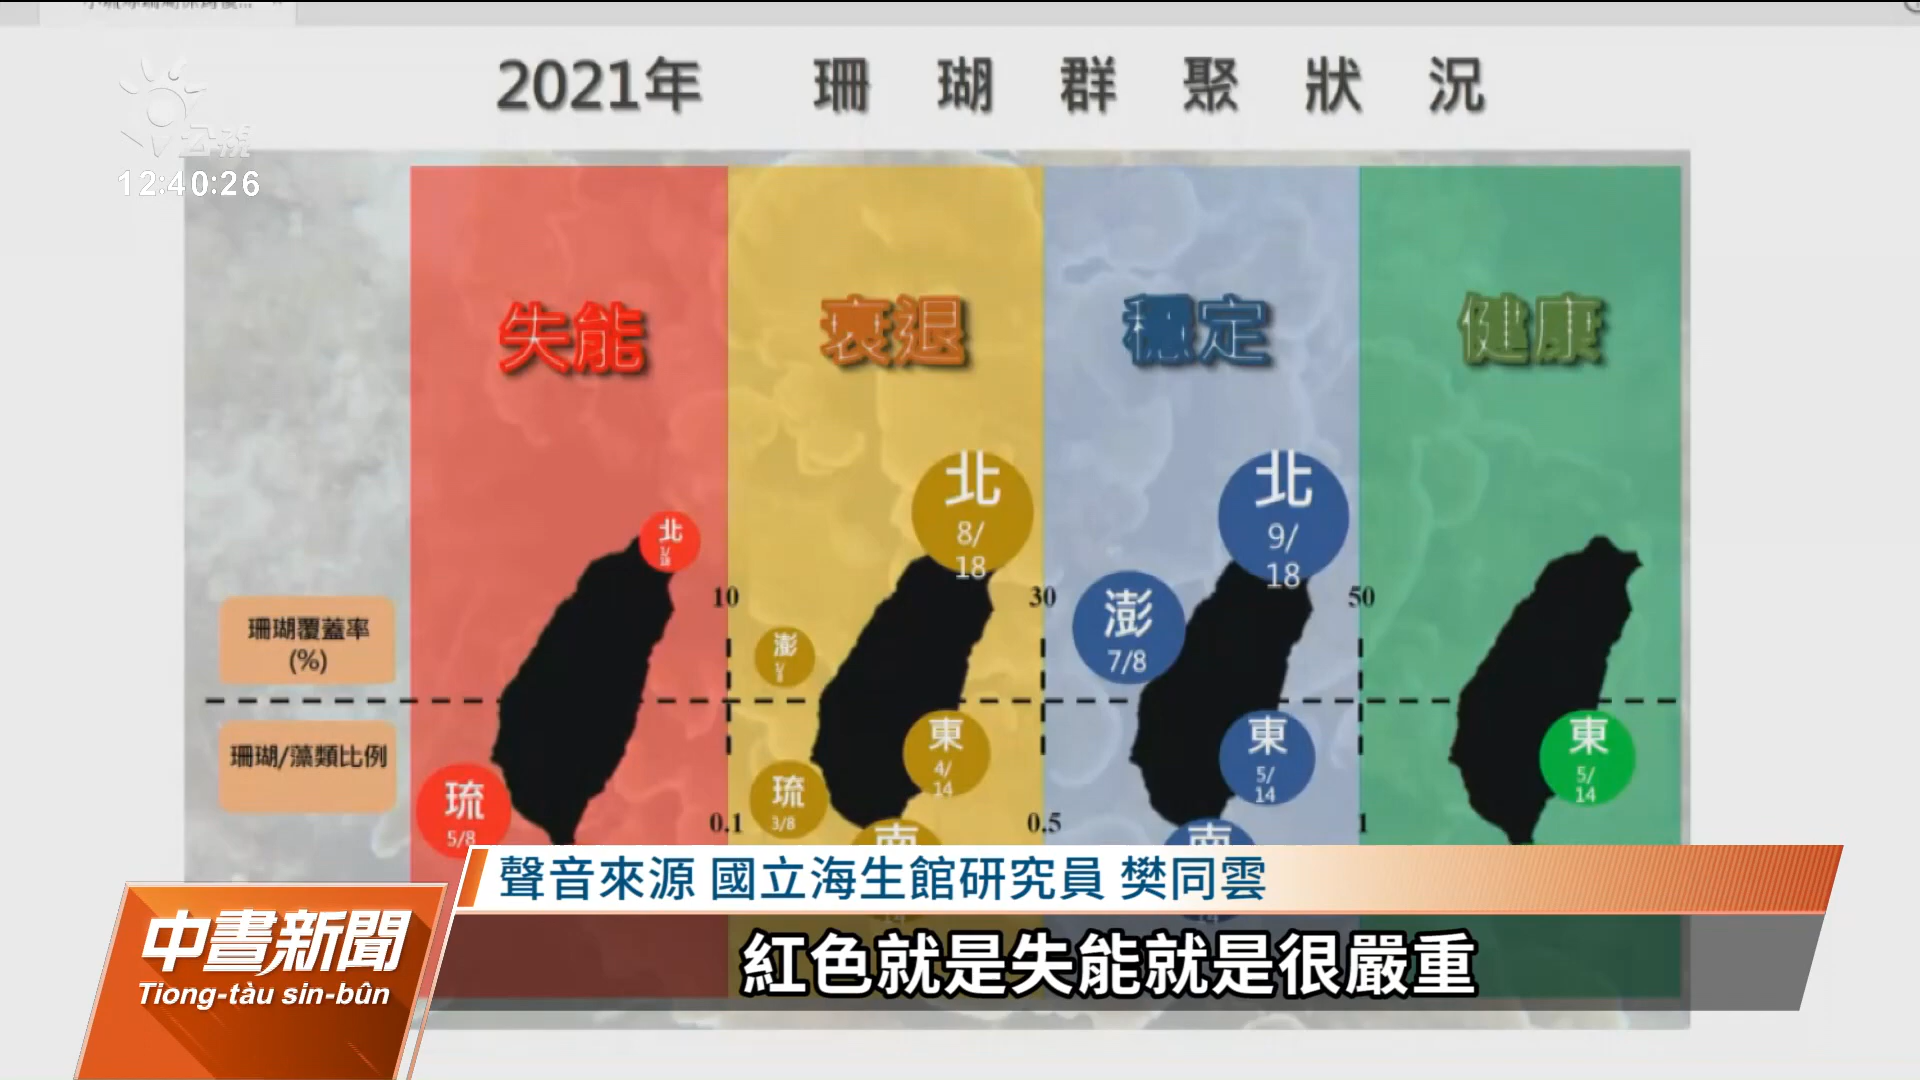 2021年 珊瑚群聚狀況
公視
12:40:26
失能
衰退
穩定
健康
北
北
8/
18
北
9/
18
10
30
50
澎
澎
7/8
珊瑚覆蓋率
(%)
珊瑚/藻類比例
琉
5/8
琉
3/8
東
4/
14
東
5/
14
東
5/
14
0.1
0.5
1
南
南
聲音來源 國立海生館研究員 樊同雲
紅色就是失能就是很嚴重
中晝新聞
Tiong-tàu sin-bûn